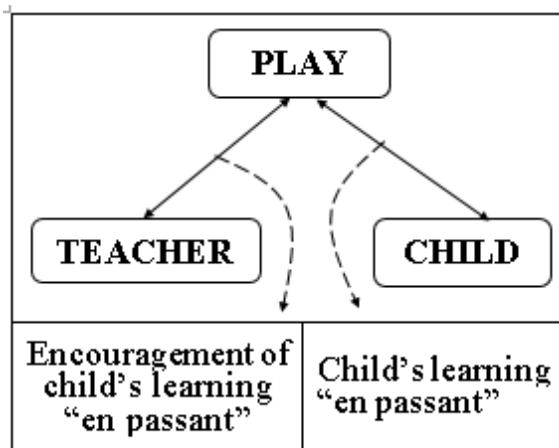 PLAY
TEACHER
CHILD
Encouragement of
child's learning
“en passant”
Child's learning
“en passant”